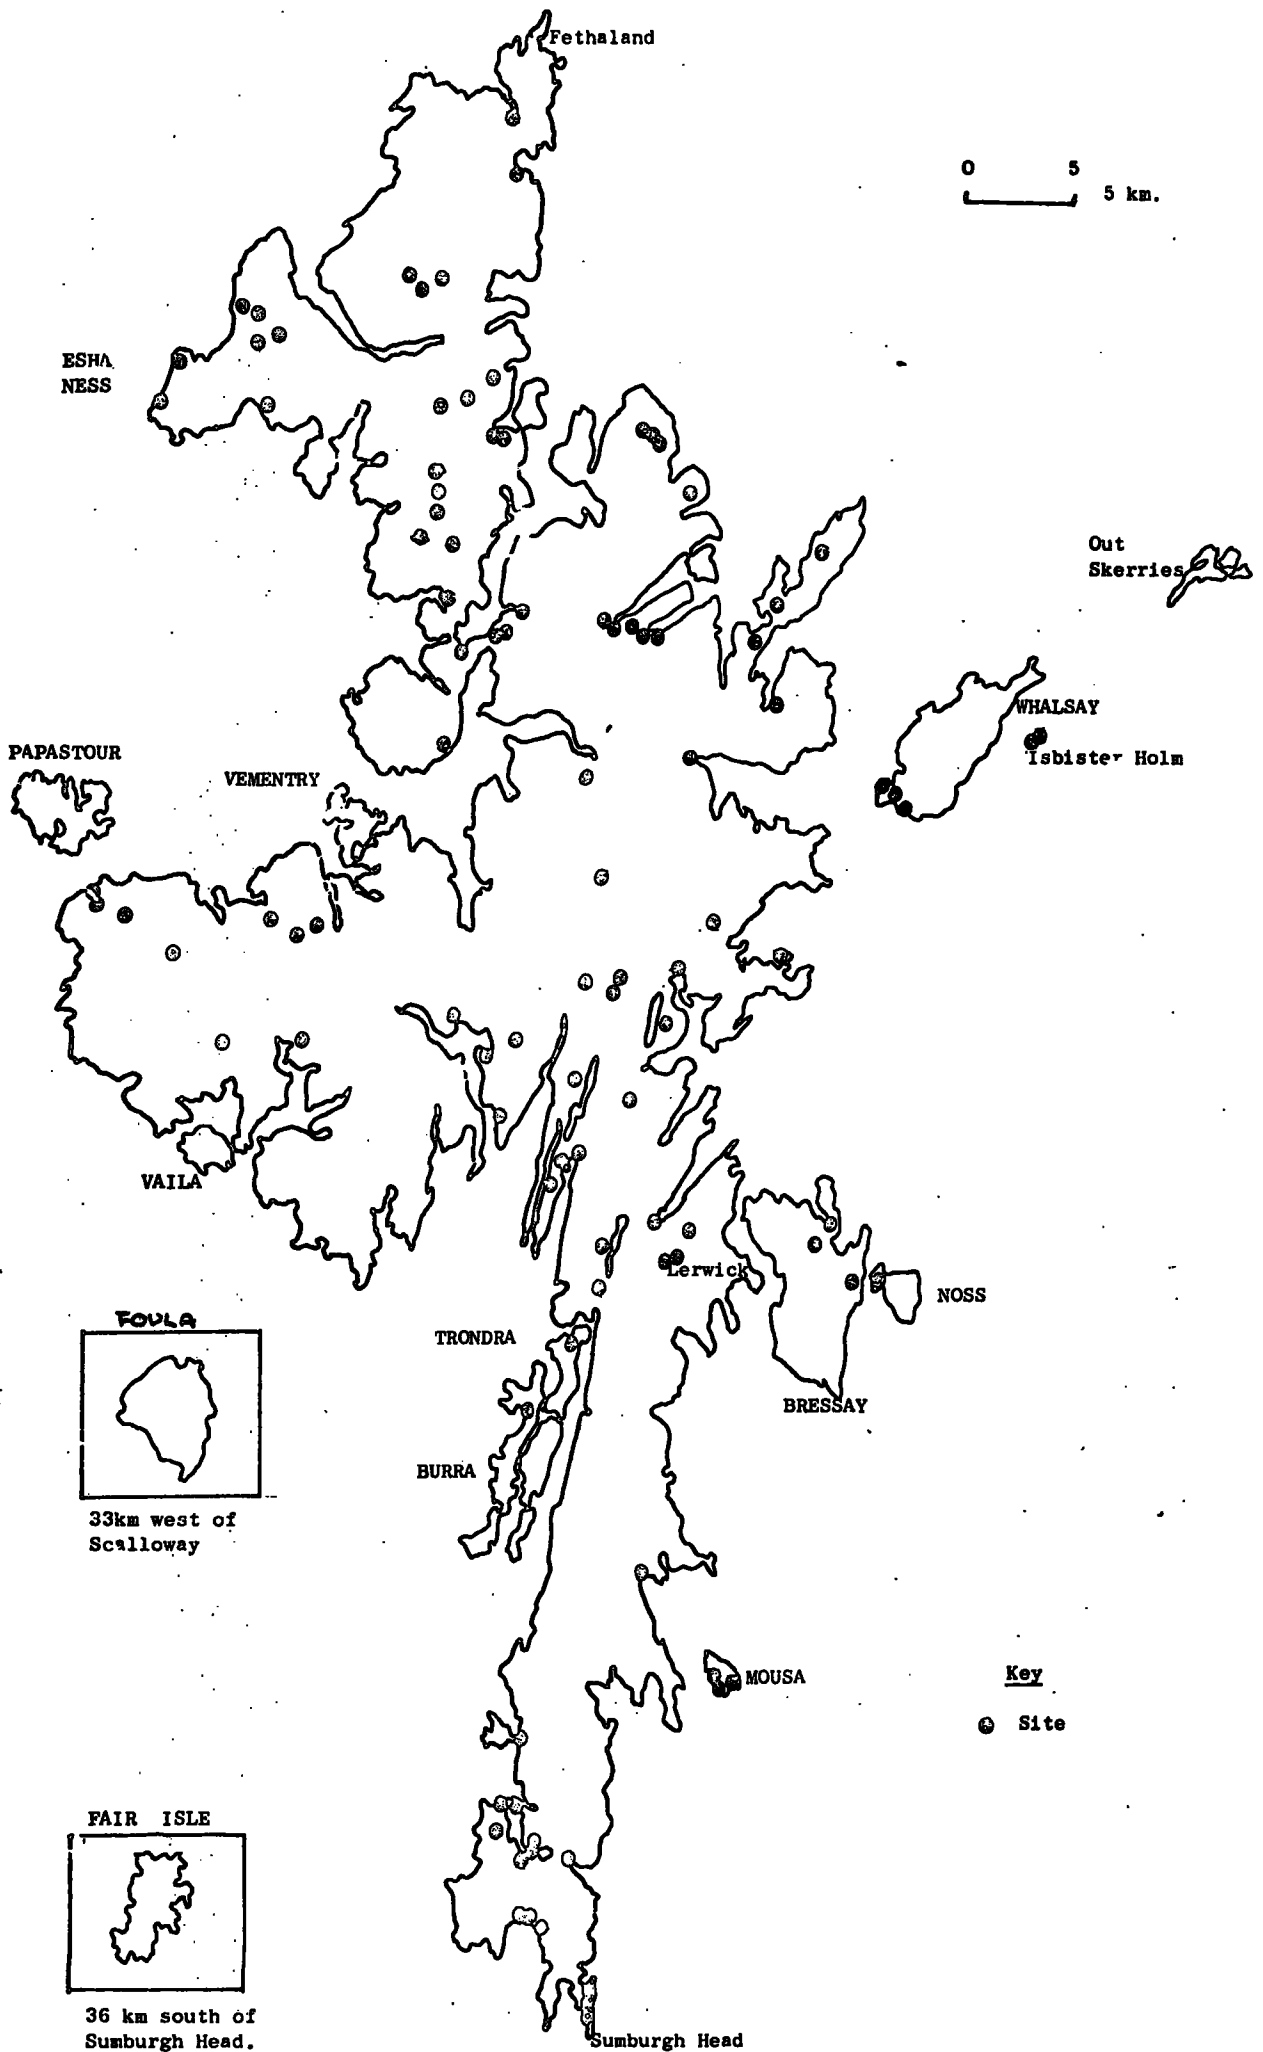 Fethaland
0 5
5 km.
ESHA
NESS
Out
Skerries
WHALSAY
Isbister Holm
PAPASTOUR
VEMENTRY
VAILA
Lerwick
NOSS
FOULA
TRONDRA
BRESSAY
BURRA
33km west of
Scalloway
MOUSA
Key
Site
FAIR ISLE
36 km south of
Sumburgh Head.
Sumburgh Head